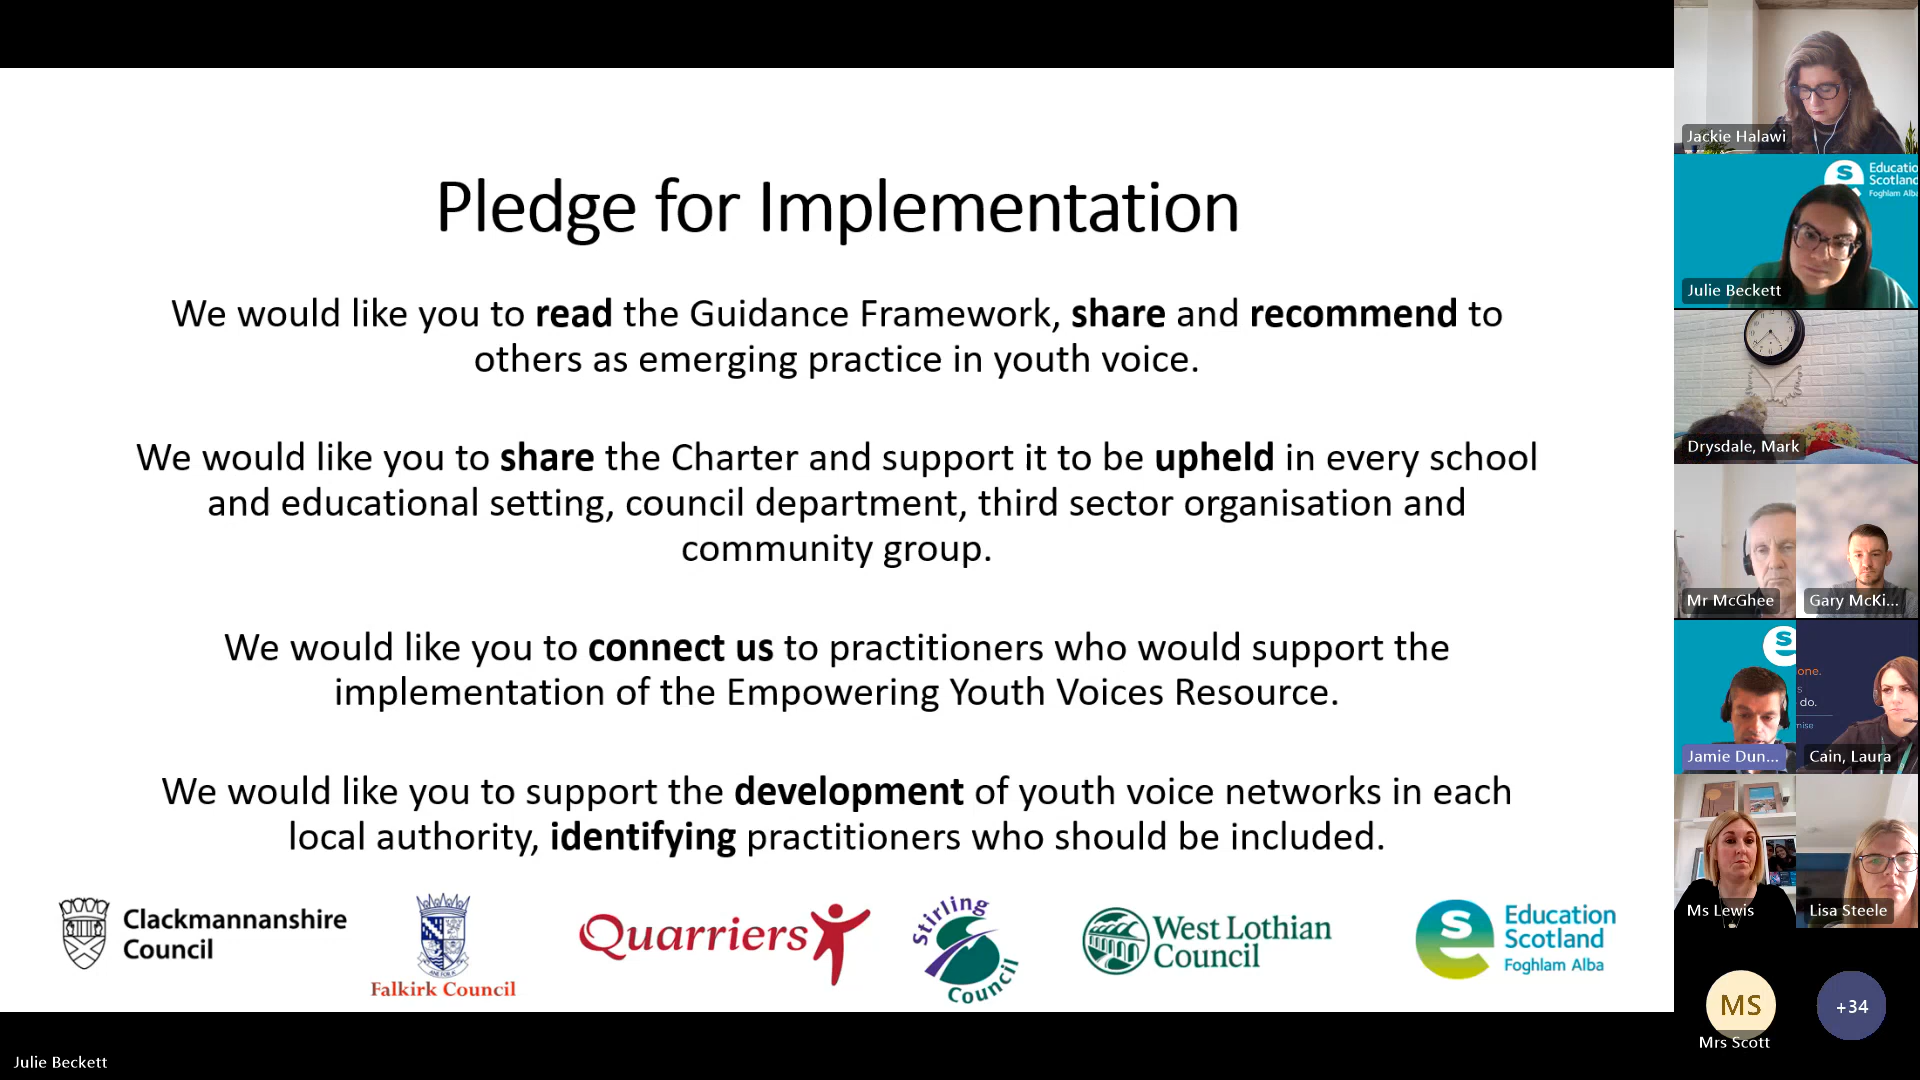 Pledge for Implementation
We would like you to read the Guidance Framework, share and recommend to
others as emerging practice in youth voice.
We would like you to share the Charter and support it to be upheld in every school
and educational setting, council department, third sector organisation and
community group.
We would like you to connect us to practitioners who would support the
implementation of the Empowering Youth Voices Resource.
We would like you to support the development of youth voice networks in each
local authority, identifying practitioners who should be included.
Clackmannanshire
Council
Falkirk Council
Quarriers
Stirling
Council
West Lothian
Council
Education
Scotland
Foghlam Alba
Julie Beckett
Jackie Halawi
Educatio
Scotland
Foghlam Alba
Julie Beckett
Drysdale, Mark
Mr McGhee
Gary McKi...
one.
do.
Jamie Dun...
Cain, Laura
Ms Lewis
Lisa Steele
MS
Mrs Scott
+34